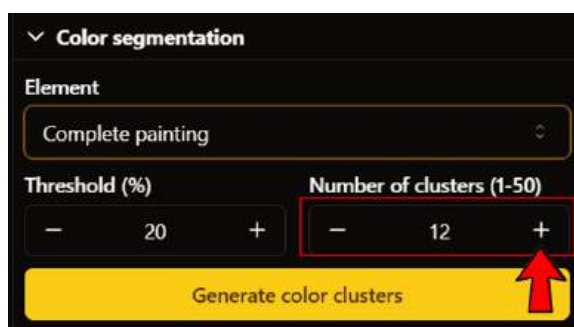 Color segmentation
Element
Complete painting
Threshold (%) Number of clusters (1-50)
− 20 + − 12 +
Generate color clusters